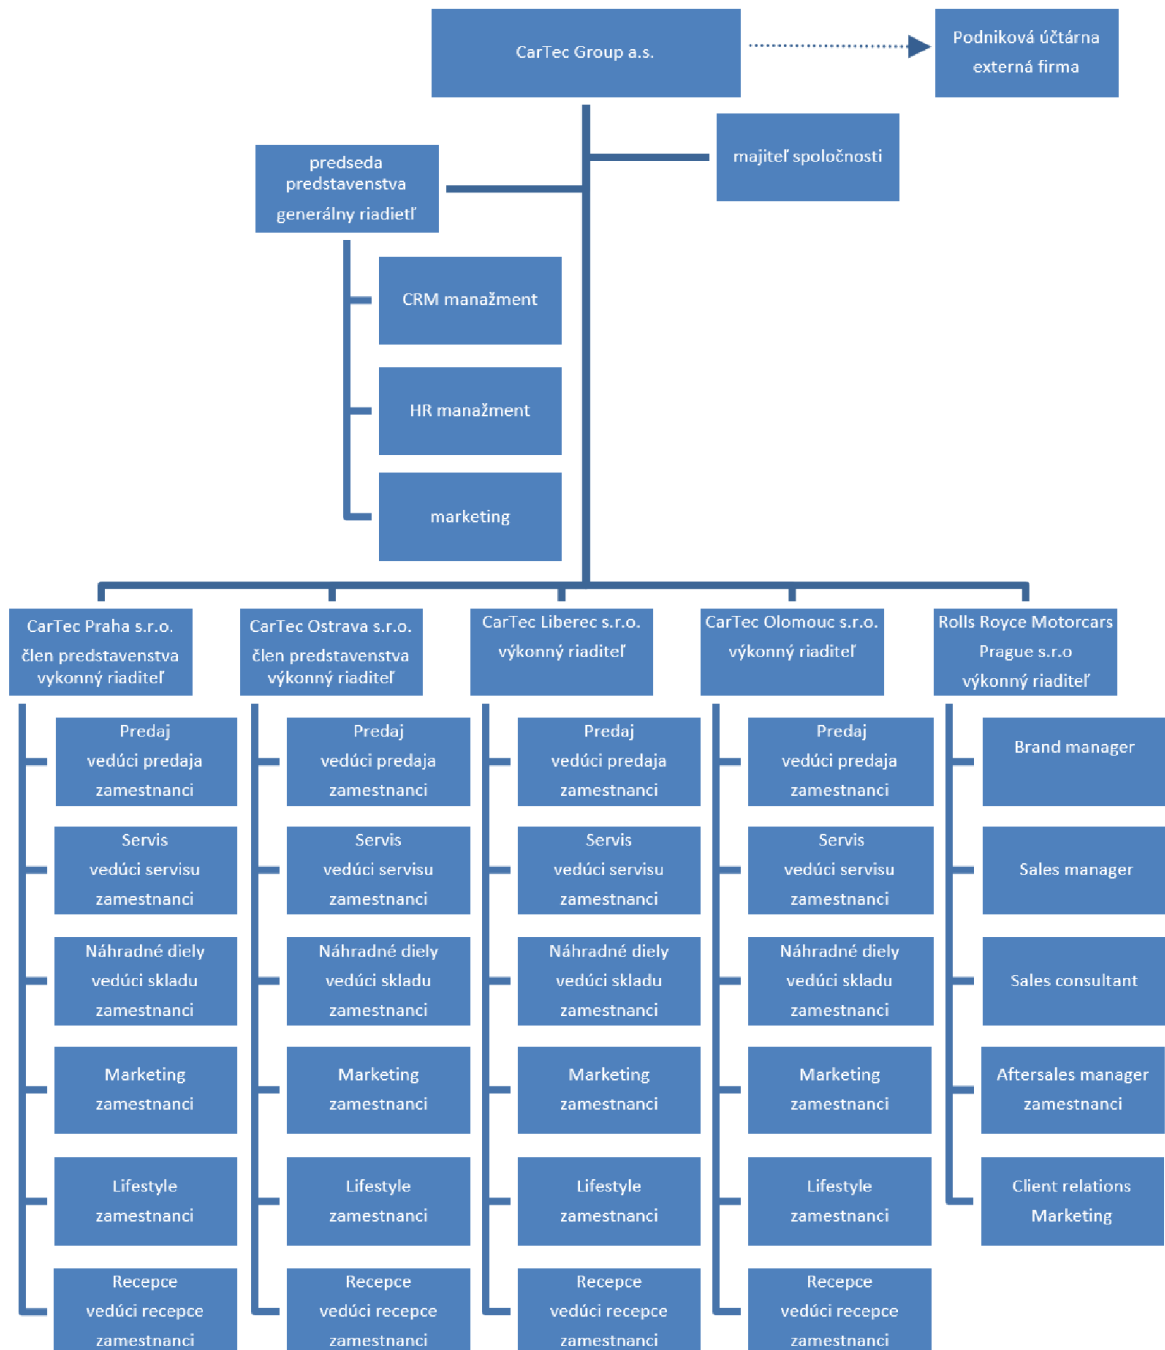 CarTec Group a.s.
Podniková účtárna
externá firma
majiteľ spoločnosti
predseda
predstavenstva
generálny riadietľ
CRM manažment
HR manažment
marketing
CarTec Praha s.r.o.
člen predstavenstva
vykonný riaditeľ
CarTec Ostrava s.r.o.
člen predstavenstva
výkonný riaditeľ
CarTec Liberec s.r.o.
výkonný riaditeľ
CarTec Olomouc s.r.o.
výkonný riaditeľ
Rolls Royce Motorcars
Prague s.r.o
výkonný riaditeľ
Predaj
vedúci predaja
zamestnanci
Servis
vedúci servisu
zamestnanci
Náhradné diely
vedúci skladu
zamestnanci
Marketing
zamestnanci
Lifestyle
zamestnanci
Recepce
vedúci recepce
zamestnanci
Predaj
vedúci predaja
zamestnanci
Servis
vedúci servisu
zamestnanci
Náhradné diely
vedúci skladu
zamestnanci
Marketing
zamestnanci
Lifestyle
zamestnanci
Recepce
vedúci recepce
zamestnanci
Predaj
vedúci predaja
zamestnanci
Servis
vedúci servisu
zamestnanci
Náhradné diely
vedúci skladu
zamestnanci
Marketing
zamestnanci
Lifestyle
zamestnanci
Recepce
vedúci recepce
zamestnanci
Predaj
vedúci predaja
zamestnanci
Servis
vedúci servisu
zamestnanci
Náhradné diely
vedúci skladu
zamestnanci
Marketing
zamestnanci
Lifestyle
zamestnanci
Recepce
vedúci recepce
zamestnanci
Brand manager
Sales manager
Sales consultant
Aftersales manager
zamestnanci
Client relations
Marketing